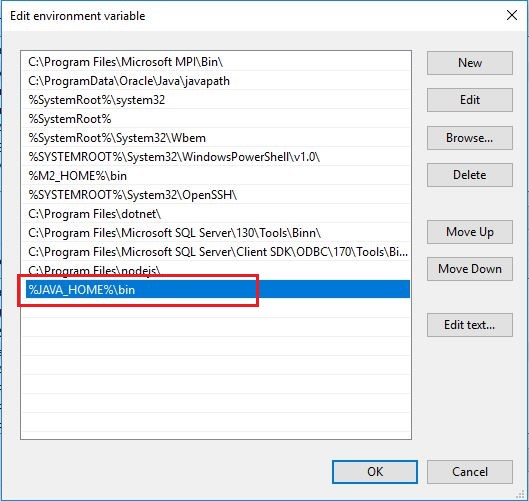 Edit environment variable
C:\Program Files\Microsoft MPI\Bin\
C:\ProgramData\Oracle\Java\javapath
%SystemRoot%\system32
%SystemRoot%
%SystemRoot%\System32\Wbem
%SYSTEMROOT%\System32\WindowsPowerShell\v1.0\
%M2_HOME%\bin
%SYSTEMROOT%\System32\OpenSSH\
C:\Program Files\dotnet\
C:\Program Files\Microsoft SQL Server\130\Tools\Binn\
C:\Program Files\Microsoft SQL Server\Client SDK\ODBC\170\Tools\Bi...
C:\Program Files\nodejs\
%JAVA_HOME%\bin
New
Edit
Browse...
Delete
Move Up
Move Down
Edit text...
OK
Cancel